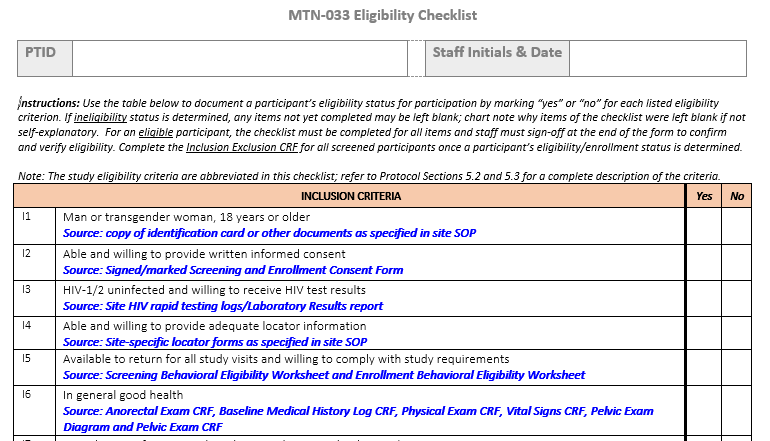 MTN-033 Eligibility Checklist
PTID Staff Initials & Date
Instructions: Use the table below to document a participant's eligibility status for participation by marking "yes" or "no" for each listed eligibility
criterion. If ineligibility status is determined, any items not yet completed may be left blank; chart note why items of the checklist were left blank if not
self-explanatory. For an eligible participant, the checklist must be completed for all items and staff must sign-off at the end of the form to confirm
and verify eligibility. Complete the Inclusion Exclusion CRF for all screened participants once a participant's eligibility/enrollment status is determined.
Note: The study eligibility criteria are abbreviated in this checklist; refer to Protocol Sections 5.2 and 5.3 for a complete description of the criteria.
INCLUSION CRITERIA Yes No
I1 Man or transgender woman, 18 years or older
Source: copy of identification card or other documents as specified in site SOP
I2 Able and willing to provide written informed consent
Source: Signed/marked Screening and Enrollment Consent Form
I3 HIV-1/2 uninfected and willing to receive HIV test results
Source: Site HIV rapid testing logs/Laboratory Results report
I4 Able and willing to provide adequate locator information
Source: Site-specific locator forms as specified in site SOP
I5 Available to return for all study visits and willing to comply with study requirements
Source: Screening Behavioral Eligibility Worksheet and Enrollment Behavioral Eligibility Worksheet
I6 In general good health
Source: Anorectal Exam CRF, Baseline Medical History Log CRF, Physical Exam CRF, Vital Signs CRF, Pelvic Exam
Diagram and Pelvic Exam CRF